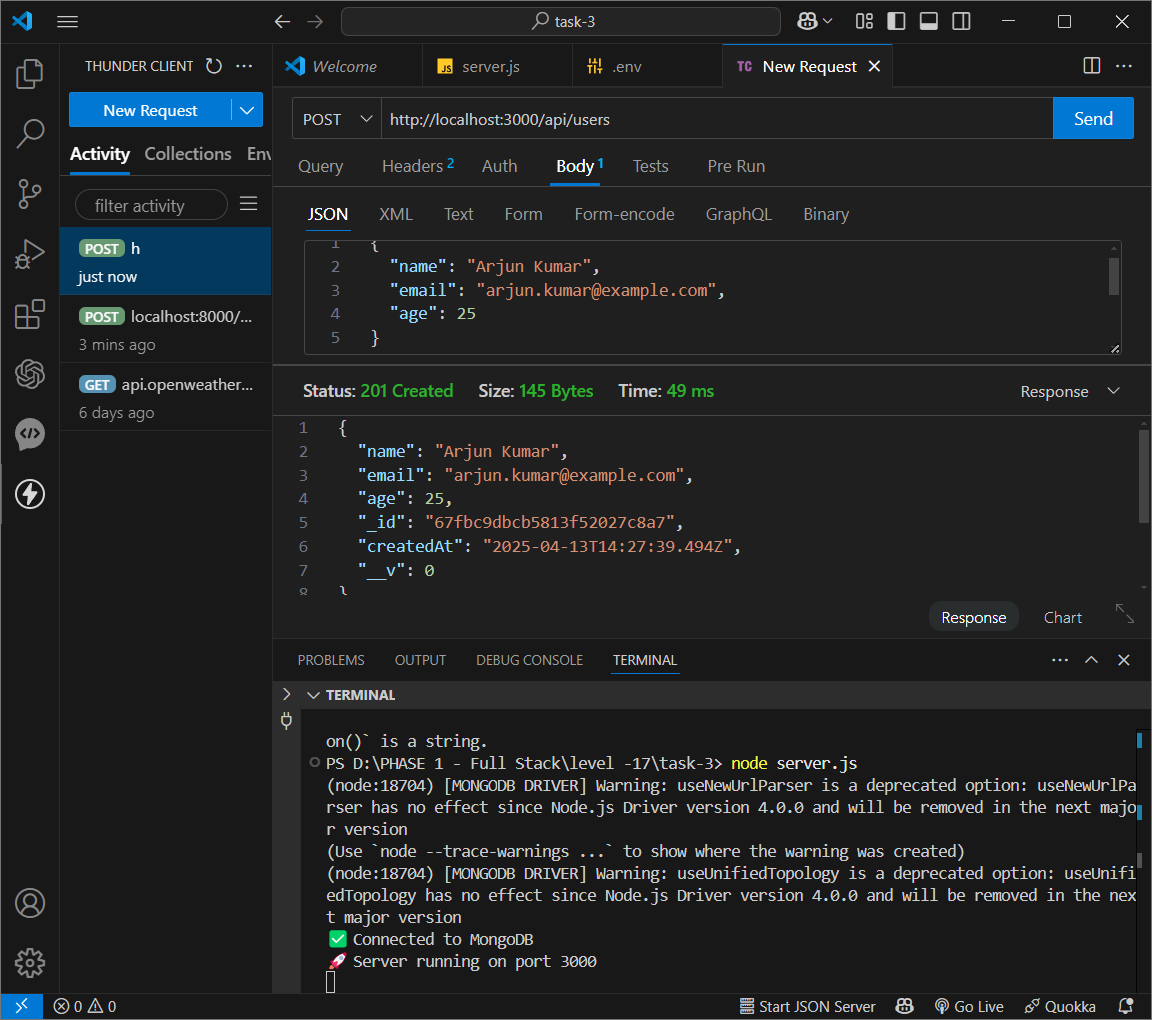 task-3
THUNDER CLIENT
New Request
Activity Collections Env
filter activity
POST h
just now
POST localhost:8000/...
3 mins ago
GET api.openweather...
6 days ago
Welcome
JS server.js
.env
TC New Request
POST http://localhost:3000/api/users Send
Query Headers 2 Auth Body 1 Tests Pre Run
JSON XML Text Form Form-encode GraphQL Binary
1 {
2 "name": "Arjun Kumar",
3 "email": "arjun.kumar@example.com",
4 "age": 25
5 }
Status: 201 Created Size: 145 Bytes Time: 49 ms Response
1 {
2 "name": "Arjun Kumar",
3 "email": "arjun.kumar@example.com",
4 "age": 25,
5 "_id": "67fbc9dbcb5813f52027c8a7",
6 "createdAt": "2025-04-13T14:27:39.494Z",
7 "__v": 0
8 }
Response Chart
PROBLEMS OUTPUT DEBUG CONSOLE TERMINAL
TERMINAL
on()` is a string.
PS D:\PHASE 1 - Full Stack\level -17\task-3> node server.js
(node:18704) [MONGODB DRIVER] Warning: useNewUrlParser is a deprecated option: useNewUrlPa
rser has no effect since Node.js Driver version 4.0.0 and will be removed in the next majo
r version
(Use `node --trace-warnings ...` to show where the warning was created)
(node:18704) [MONGODB DRIVER] Warning: useUnifiedTopology is a deprecated option: useUnifi
edTopology has no effect since Node.js Driver version 4.0.0 and will be removed in the nex
t major version
✅ Connected to MongoDB
🚀 Server running on port 3000
0 0 Start JSON Server Go Live Quokka